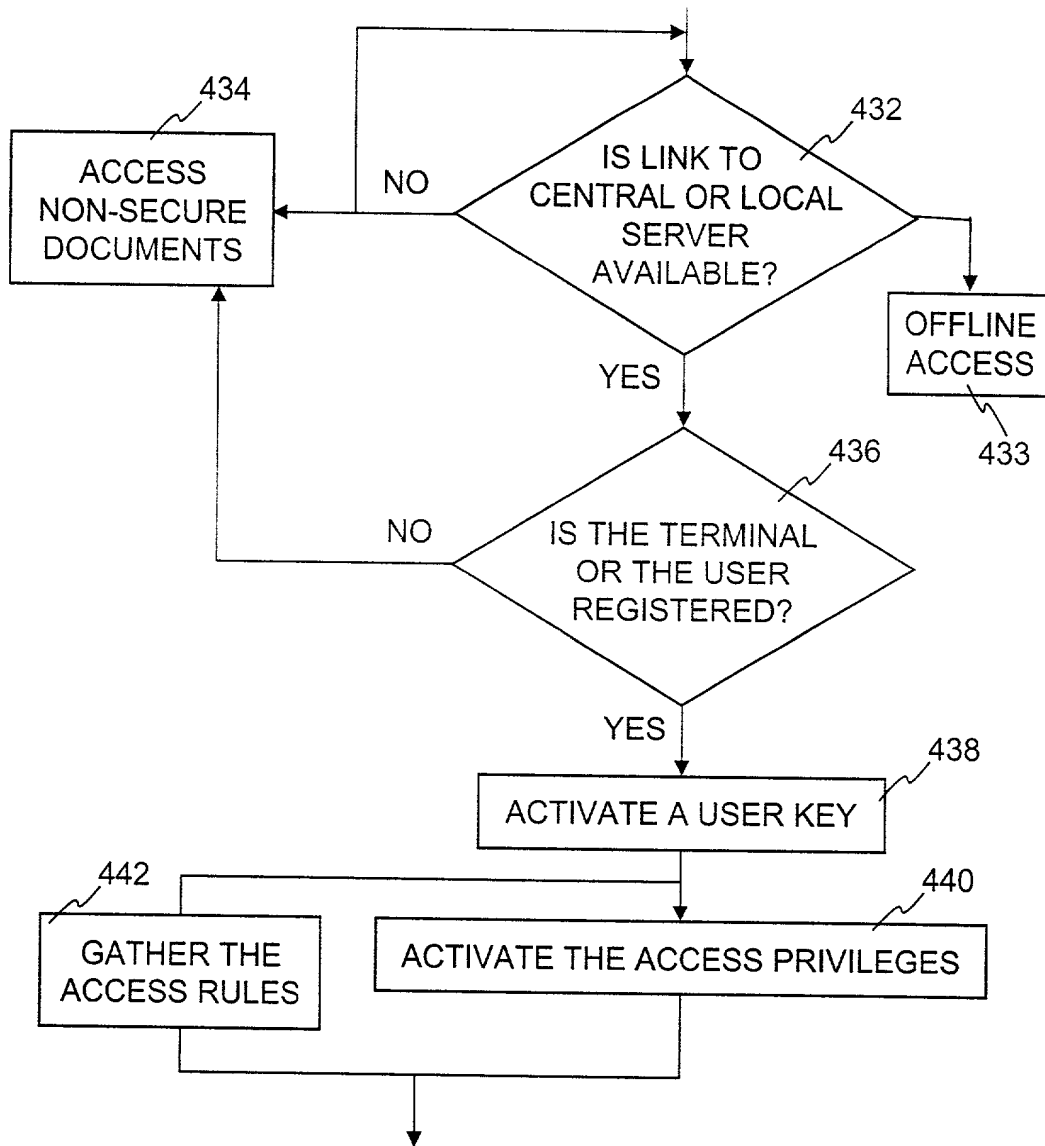 434
432
ACCESS
NON-SECURE
DOCUMENTS
NO
IS LINK TO
CENTRAL OR LOCAL
SERVER
AVAILABLE?
OFFLINE
ACCESS
433
YES
436
NO
IS THE TERMINAL
OR THE USER
REGISTERED?
YES
438
ACTIVATE A USER KEY
442
440
GATHER THE
ACCESS RULES
ACTIVATE THE ACCESS PRIVILEGES